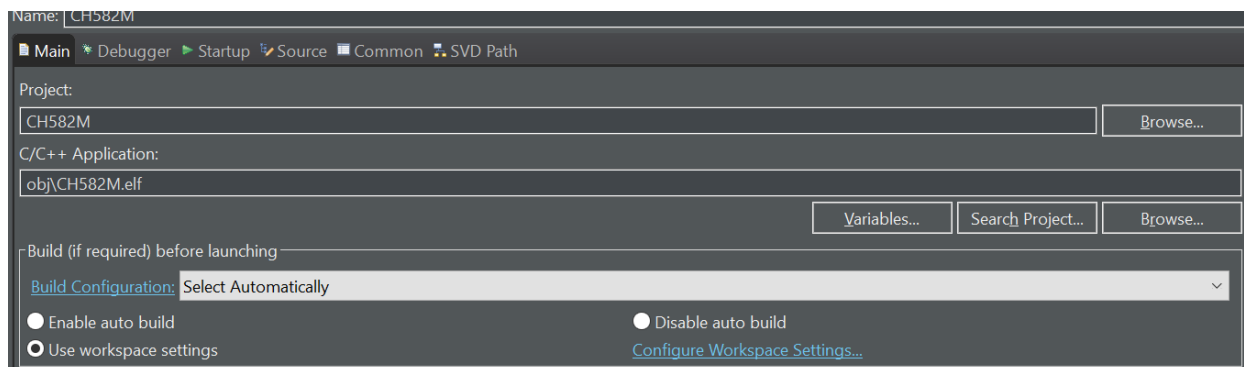 Name: CH582M
Main Debugger Startup Source Common SVD Path
Project:
CH582M Browse...
C/C++ Application:
obj\CH582M.elf
Variables... Search Project... Browse...
Build (if required) before launching
Build Configuration: Select Automatically
Enable auto build Disable auto build
Use workspace settings Configure Workspace Settings...